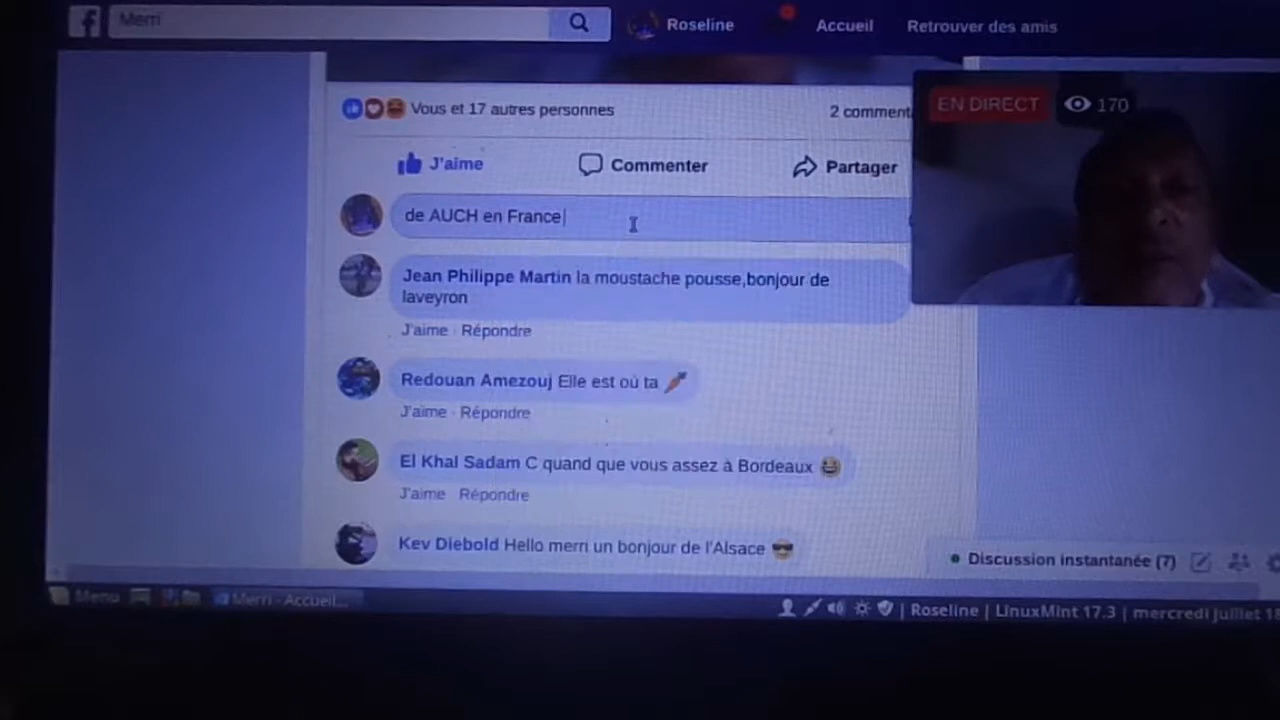 f Merri Roseline Accueil Retrouver des amis
Vous et 17 autres personnes 2 comment
EN DIRECT 170
J'aime Commenter Partager
de AUCH en France
Jean Philippe Martin la moustache pousse,bonjour de
laveyron
J'aime · Répondre
Redouan Amezouj Elle est où ta
J'aime · Répondre
El Khal Sadam C quand que vous assez à Bordeaux
J'aime Répondre
Kev Diebold Hello merri un bonjour de l'Alsace
Discussion instantanée (7)
Menu Merri - Accueil... | Roseline | LinuxMint 17.3 | mercredi juillet 18